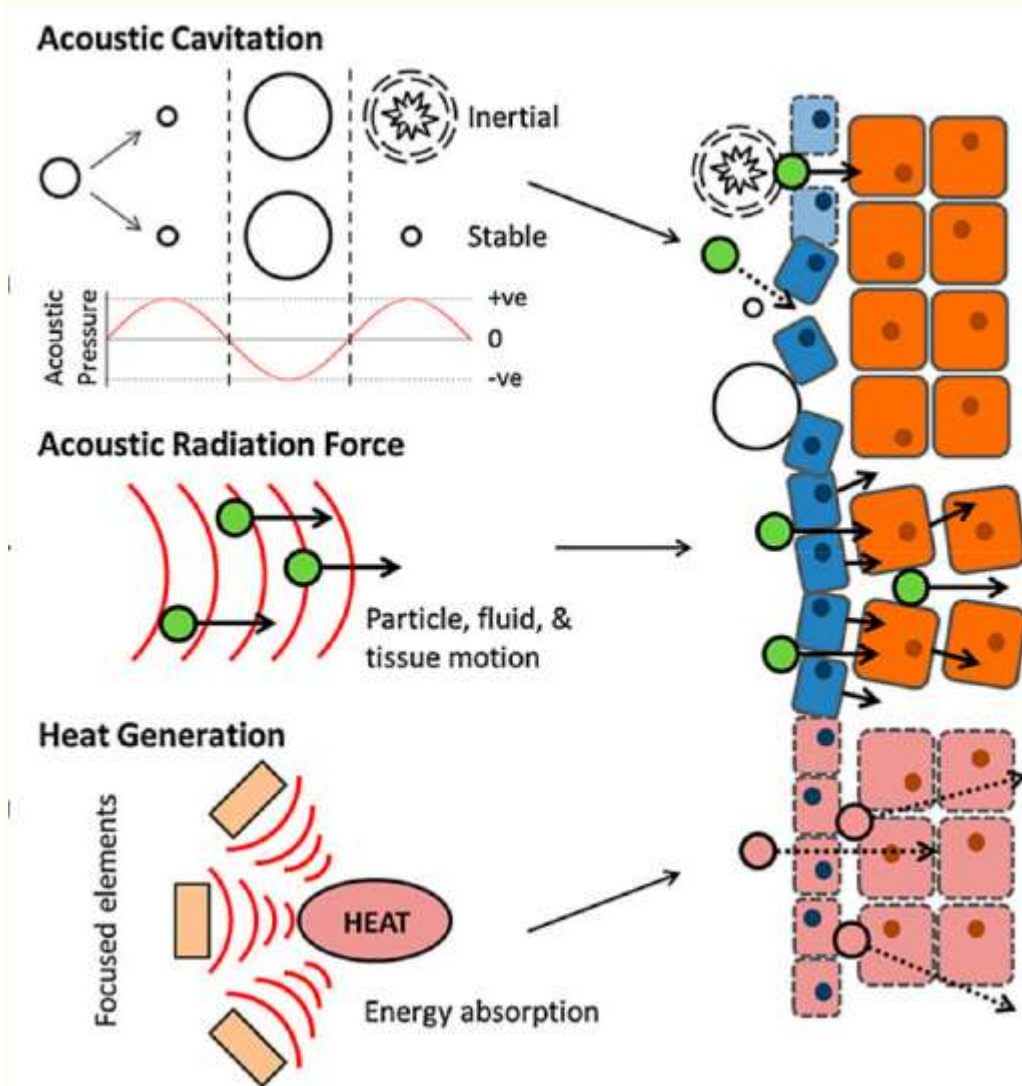 Acoustic Cavitation
Inertial
Stable
Acoustic
Pressure
+ve
0
-ve
Acoustic Radiation Force
Particle, fluid, &
tissue motion
Heat Generation
Focused elements
HEAT
Energy absorption